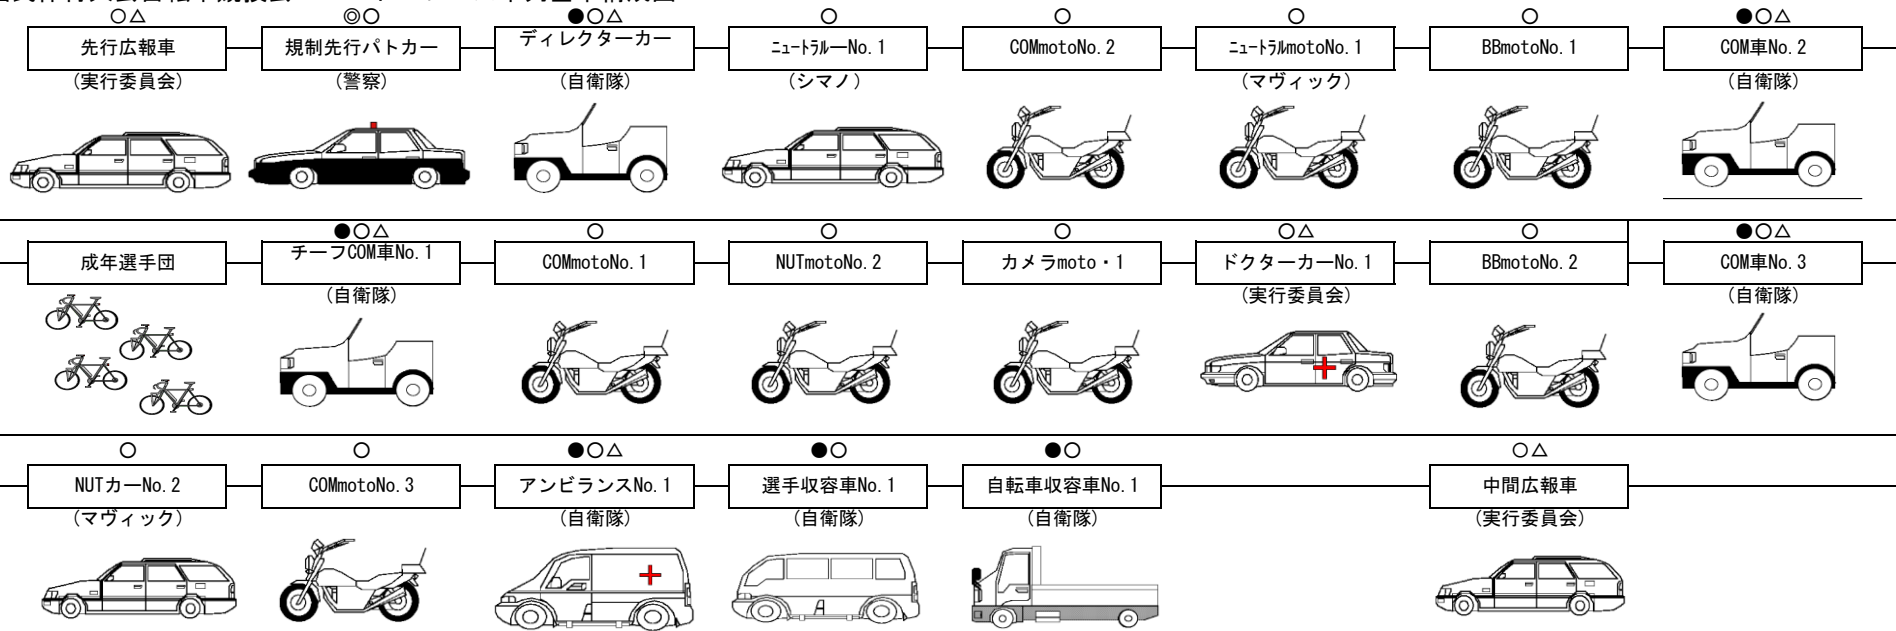 ○△ ◎○ ●○△ ○ ○ ○ ○ ●○△
先行広報車 規制先行パトカー ディレクターカー ﾆｭｰﾄﾗﾙーNo.1 COMmotoNo.2 ﾆｭｰﾄﾗﾙmotoNo.1 BBmotoNo.1 COM車No.2
(実行委員会) (警察) (自衛隊) (シマノ) (マヴィック) (自衛隊)
●○△ ○ ○ ○ ○△ ○ ●○△
成年選手団 チーフCOM車No.1 COMmotoNo.1 NUTmotoNo.2 カメラmoto・1 ドクターカーNo.1 BBmotoNo.2 COM車No.3
(自衛隊) (実行委員会) (自衛隊)
○ ○ ●○△ ●○ ●○ ○△
NUTカーNo.2 COMmotoNo.3 アンビランスNo.1 選手収容車No.1 自転車収容車No.1 中間広報車
(マヴィック) (自衛隊) (自衛隊) (自衛隊) (実行委員会)